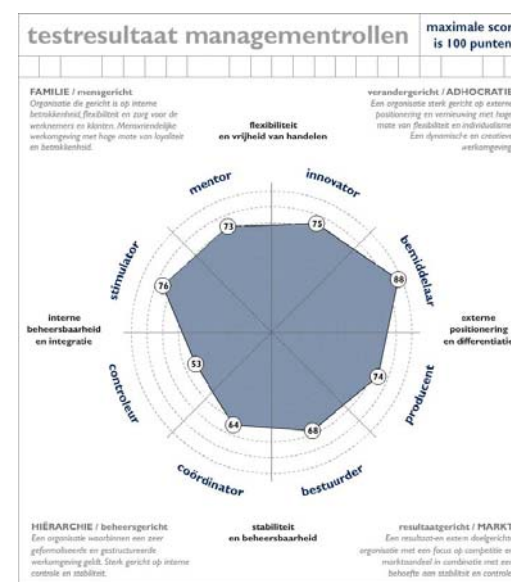 testresultaat managementrollen
maximale scor
is 100 punten
FAMILIE / mensgericht
Organisatie die gericht is op interne
betrokkenheid, flexibiliteit en zorg voor de
werknemers en klanten. Mensvriendelijke
werkomgeving met hoge mate van loyaliteit
en betrokkenheid.
verandergericht / ADHOCRATIE
Een organisatie sterk gericht op externe
positionering en vernieuwing met hoge
mate van flexibiliteit en individualisme
Een dynamische en creatieve
werkomgeving
flexibiliteit
en vrijheid van handelen
mentor
innovator
73
75
stimulator
bemiddelaar
76
88
interne
beheersbaarheid
en integratie
externe
positionering
en differentiatie
53
74
controleur
producent
64
68
coördinator
bestuurder
HIËRARCHIE / beheersgericht
Een organisatie waarbinnen een zeer
geformaliseerde en gestructureerde
werkomgeving geldt. Sterk gericht op interne
controle en stabiliteit.
stabiliteit
en beheersbaarheid
resultaatgericht / MARKT
Een resultaat-en extern doelgerichte
organisatie met een focus op competitie en
marktaandeel in combinatie met een
behoefte aan stabiliteit en controle